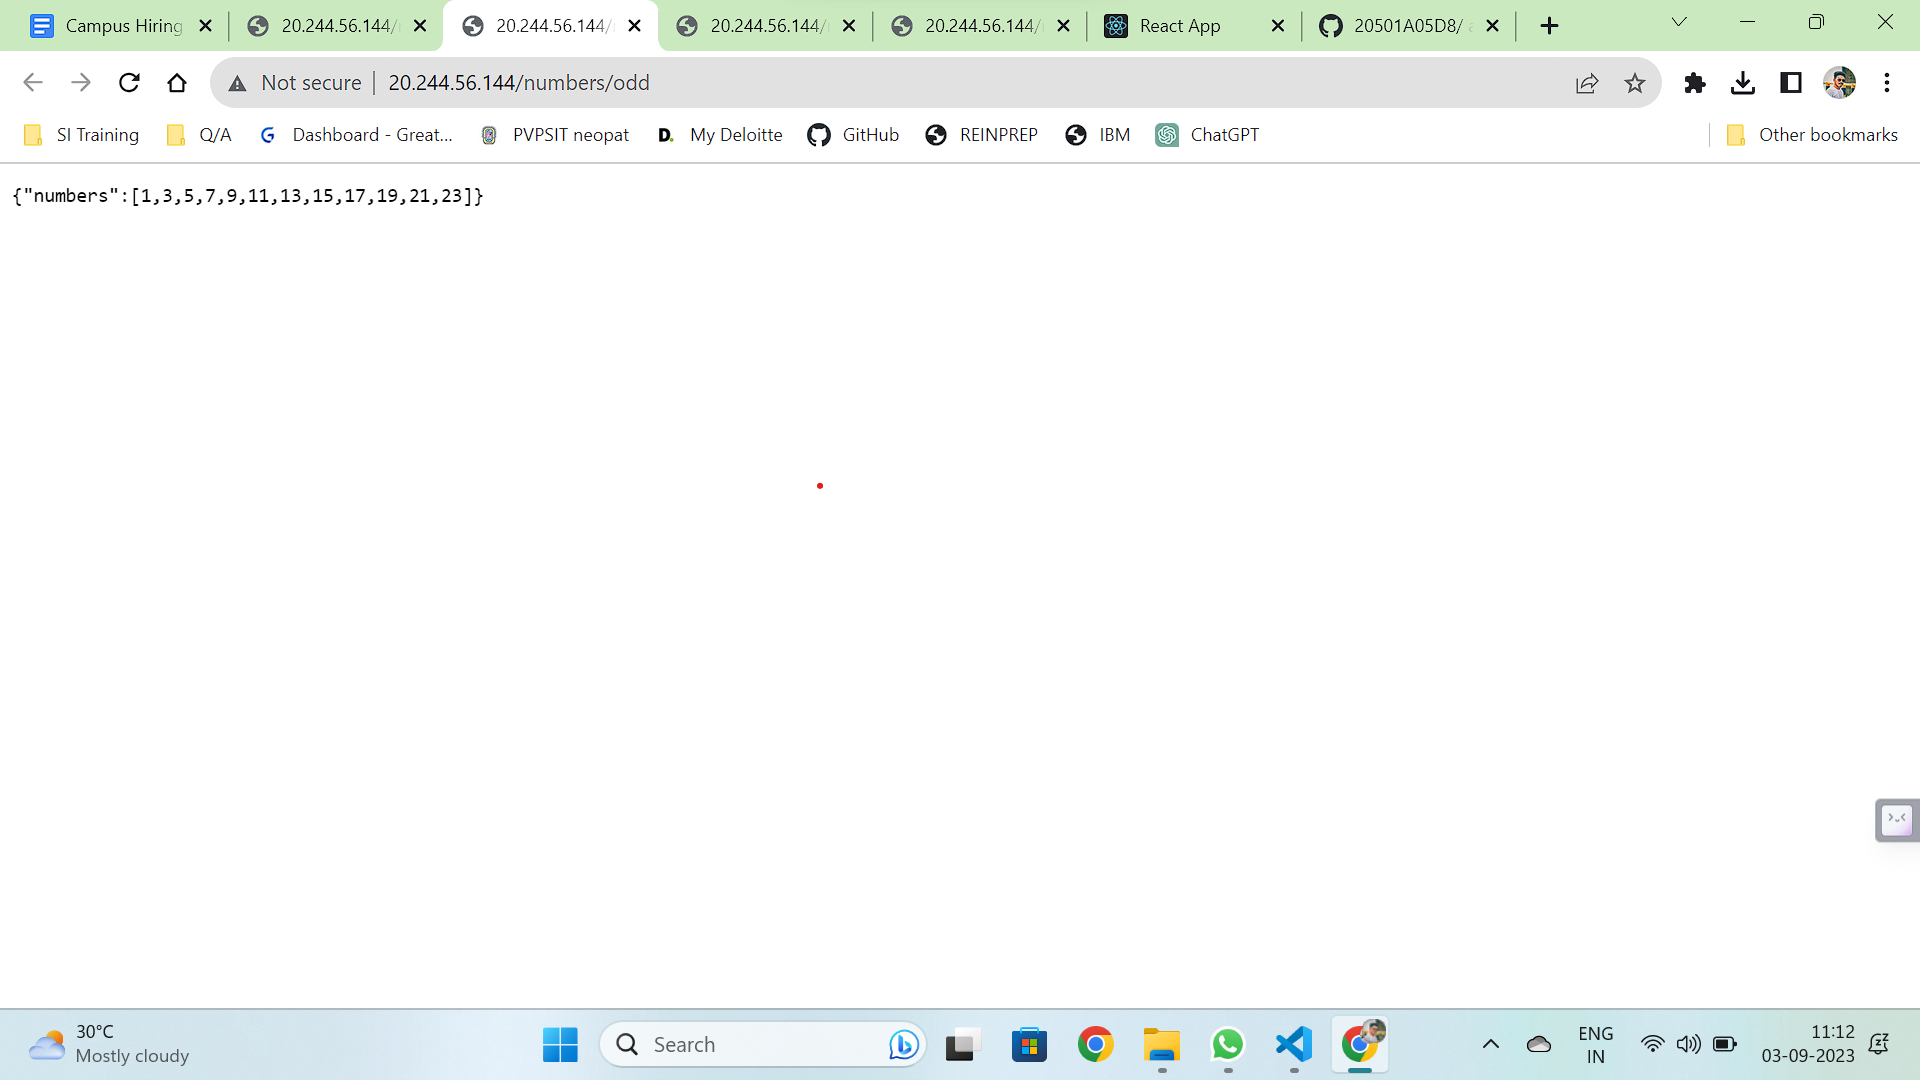 Campus Hiring
20.244.56.144/
20.244.56.144/
20.244.56.144/
20.244.56.144/
React App
20501A05D8/
Not secure
20.244.56.144/numbers/odd
SI Training
Q/A
Dashboard - Great...
PVPSIT neopat
My Deloitte
GitHub
REINPREP
IBM
ChatGPT
Other bookmarks
{"numbers":[1,3,5,7,9,11,13,15,17,19,21,23]}
30°C
Mostly cloudy
Search
ENG
IN
11:12
03-09-2023